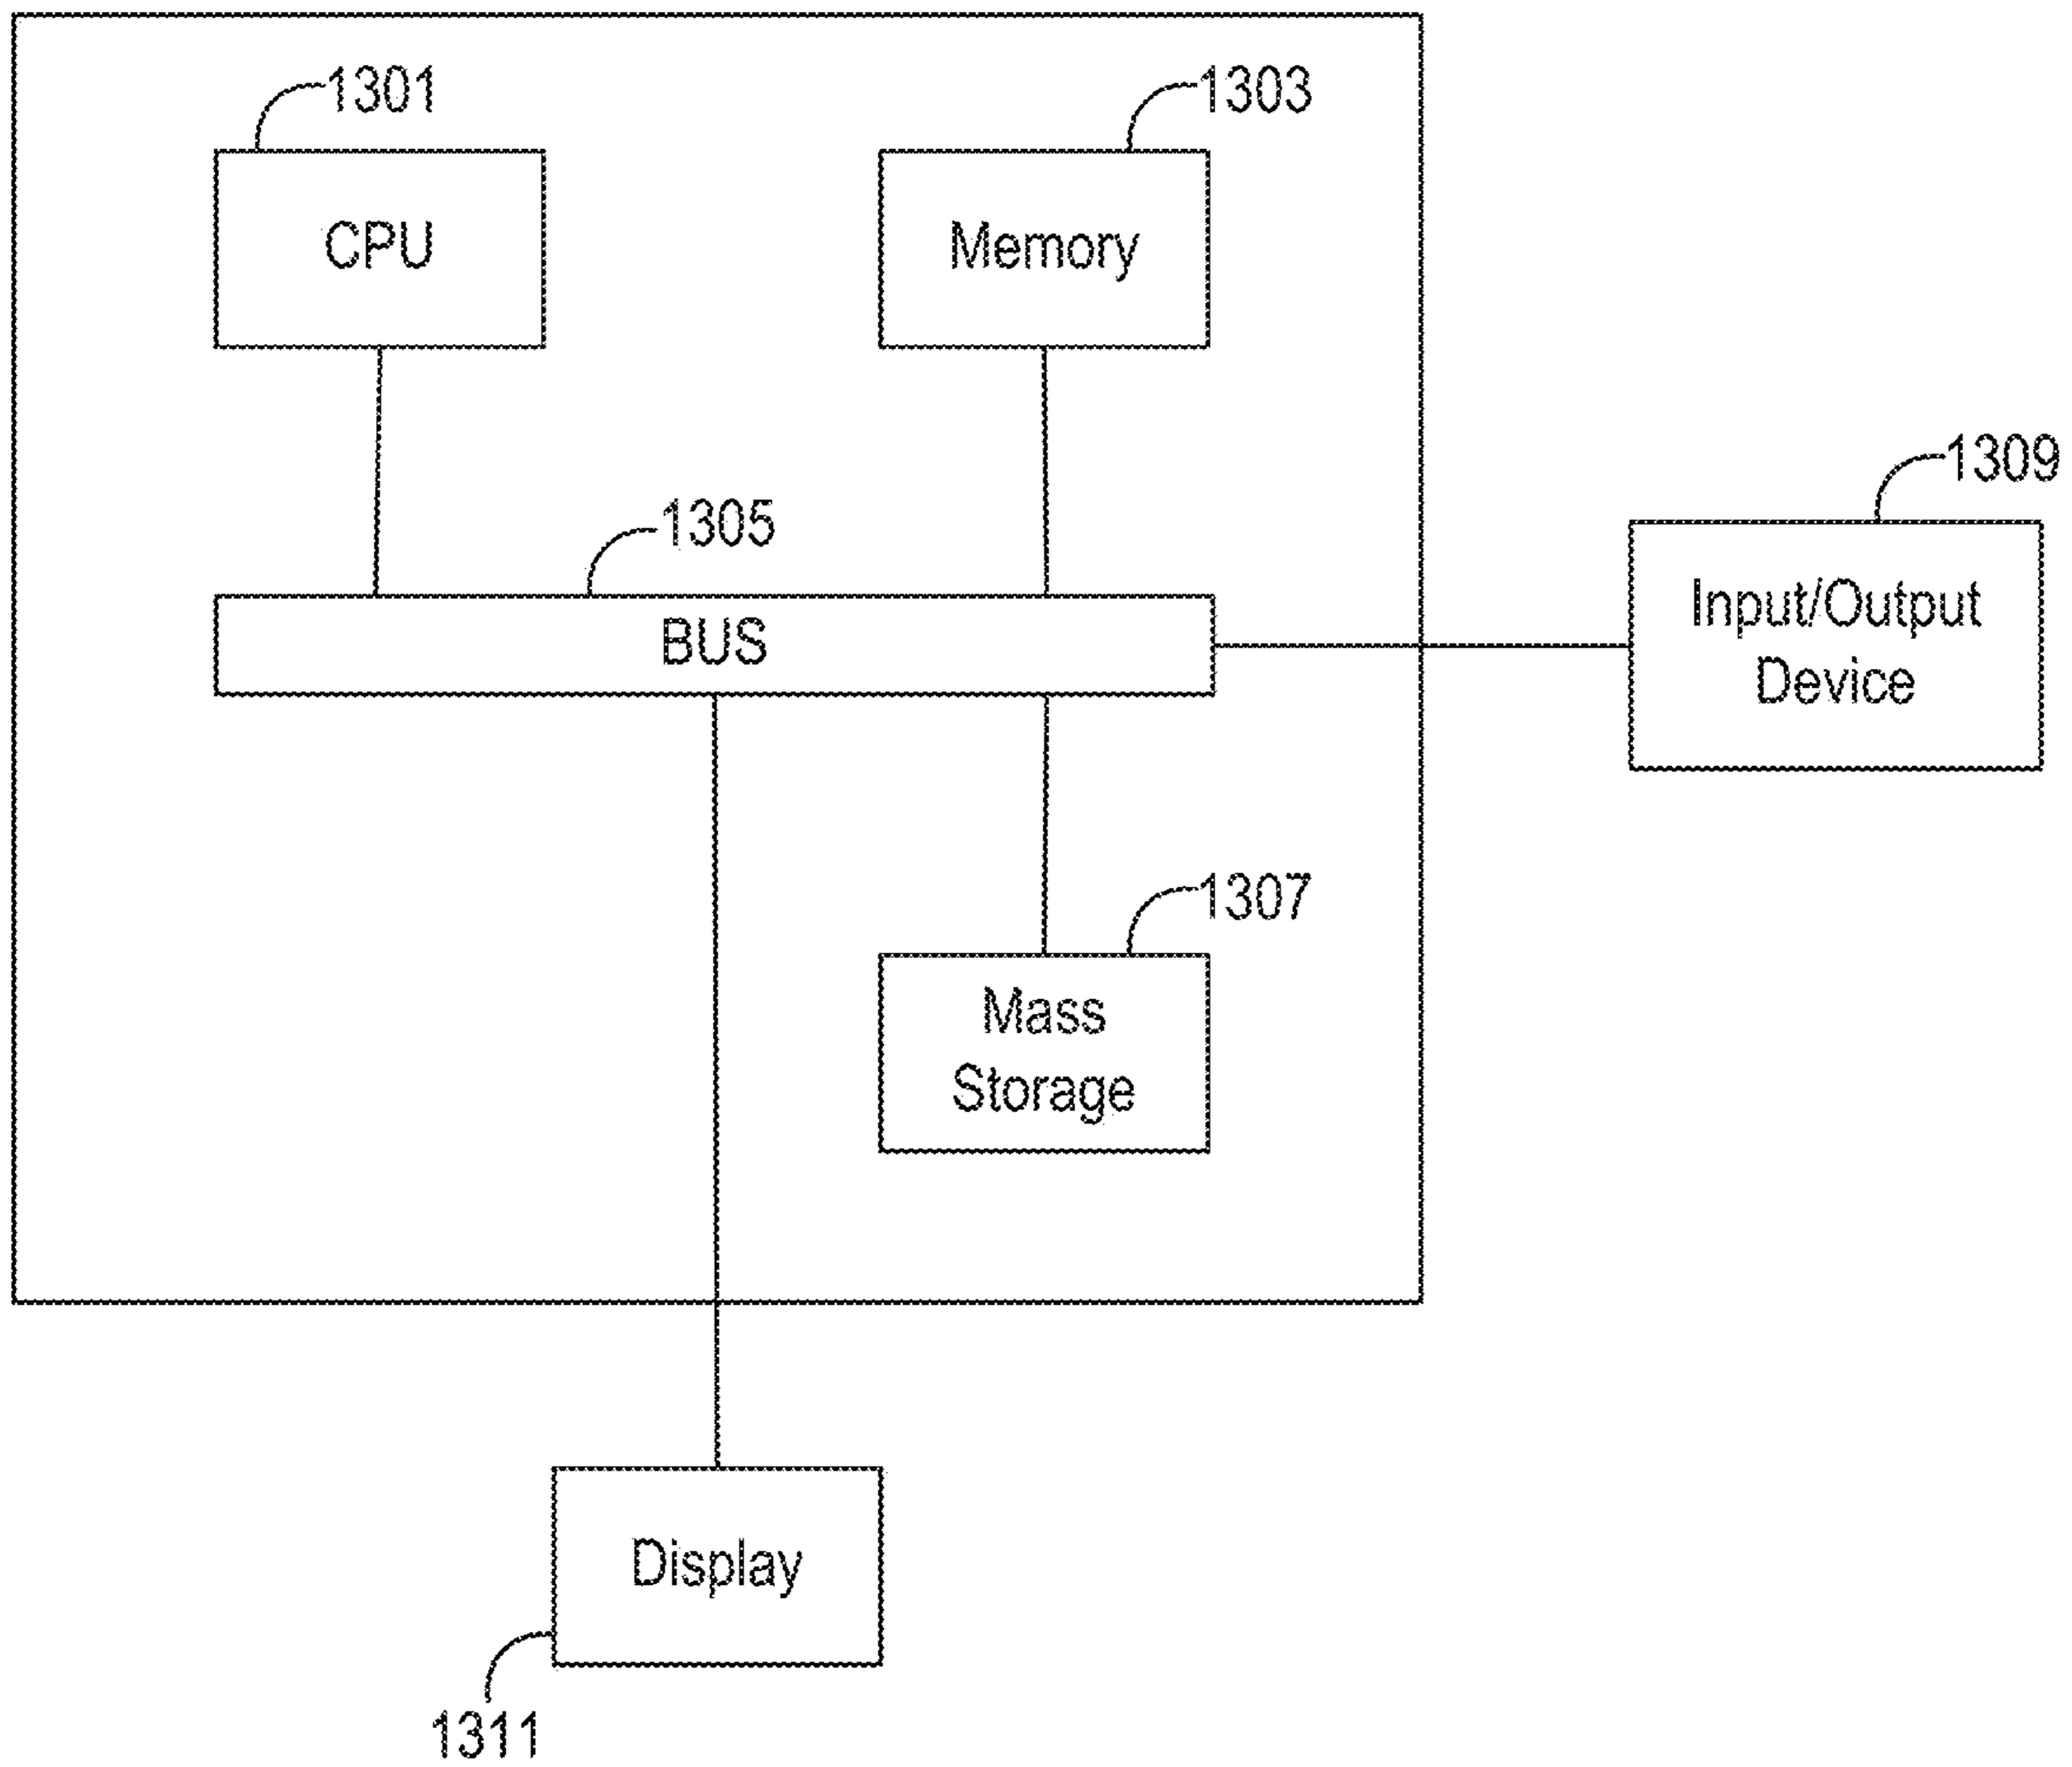 1301
1303
CPU
Memory
1305
1309
BUS
Input/Output
Device
1307
Mass
Storage
Display
1311